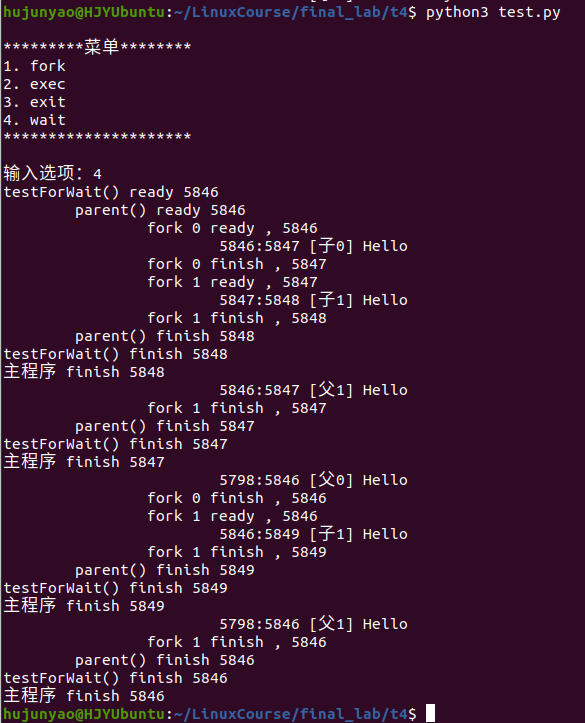 hujunyao@HJYUbuntu:~/LinuxCourse/final_lab/t4$ python3 test.py
*********菜单********
1. fork
2. exec
3. exit
4. wait
*********************
输入选项: 4
testForWait() ready 5846
        parent() ready 5846
                fork 0 ready , 5846
                        5846:5847 [子0] Hello
                fork 0 finish , 5847
                fork 1 ready , 5847
                        5847:5848 [子1] Hello
                fork 1 finish , 5848
        parent() finish 5848
testForWait() finish 5848
主程序 finish 5848
                        5846:5847 [父1] Hello
                fork 1 finish , 5847
        parent() finish 5847
testForWait() finish 5847
主程序 finish 5847
                        5798:5846 [父0] Hello
                fork 0 finish , 5846
                fork 1 ready , 5846
                        5846:5849 [子1] Hello
                fork 1 finish , 5849
        parent() finish 5849
testForWait() finish 5849
主程序 finish 5849
                        5798:5846 [父1] Hello
                fork 1 finish , 5846
        parent() finish 5846
testForWait() finish 5846
主程序 finish 5846
hujunyao@HJYUbuntu:~/LinuxCourse/final_lab/t4$